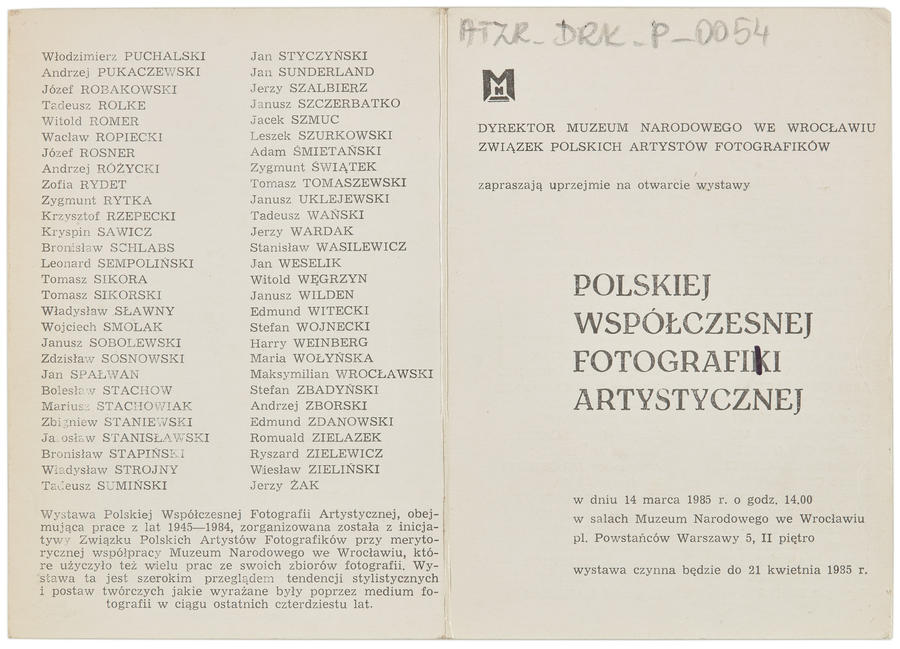 Włodzimierz PUCHALSKI
Andrzej PUKACZEWSKI
Józef ROBAKOWSKI
Tadeusz ROLKE
Witold ROMER
Wacław ROPIECKI
Józef ROSNER
Andrzej RÓŻYCKI
Zofia RYDET
Zygmunt RYTKA
Krzysztof RZEPECKI
Kryspin SAWICZ
Bronisław SCHLABS
Leonard SEMPOLIŃSKI
Tomasz SIKORA
Tomasz SIKORSKI
Władysław SŁAWNY
Wojciech SMOLAK
Janusz SOBOLEWSKI
Zdzisław SOSNOWSKI
Jan SPAŁWAN
Bolesław STACHOW
Mariusz STACHOWIAK
Zbigniew STANIEWSKI
Jarosław STANISŁAWSKI
Bronisław STAPIŃSKI
Władysław STROJNY
Tadeusz SUMIŃSKI
Jan STYCZYŃSKI
Jan SUNDERLAND
Jerzy SZALBIERZ
Janusz SZCZERBATKO
Jacek SZMUC
Leszek SZURKOWSKI
Adam ŚMIETAŃSKI
Zygmunt ŚWIĄTEK
Tomasz TOMASZEWSKI
Janusz UKLEJEWSKI
Tadeusz WAŃSKI
Jerzy WARDAK
Stanisław WASILEWICZ
Jan WESELIK
Witold WĘGRZYN
Janusz WILDEN
Edmund WITECKI
Stefan WOJNECKI
Harry WEINBERG
Maria WOŁYŃSKA
Maksymilian WROCŁAWSKI
Stefan ZBADYŃSKI
Andrzej ZBORSKI
Edmund ZDANOWSKI
Romuald ZIELAZEK
Ryszard ZIELEWICZ
Wiesław ZIELIŃSKI
Jerzy ŻAK
Wystawa Polskiej Współczesnej Fotografii Artystycznej, obej-
mująca prace z lat 1945—1984, zorganizowana została z inicja-
tywy Związku Polskich Artystów Fotografików przy meryto-
rycznej współpracy Muzeum Narodowego we Wrocławiu, któ-
re użyczyło też wielu prac ze swoich zbiorów fotografii. Wy-
stawa ta jest szerokim przeglądem tendencji stylistycznych
i postaw twórczych jakie wyrażane były poprzez medium fo-
tografii w ciągu ostatnich czterdziestu lat.
ATZR_DRK_P_0054
DYREKTOR MUZEUM NARODOWEGO WE WROCŁAWIU
ZWIĄZEK POLSKICH ARTYSTÓW FOTOGRAFIKÓW
zapraszają uprzejmie na otwarcie wystawy
POLSKIEJ
WSPÓŁCZESNEJ
FOTOGRAFIKI
ARTYSTYCZNEJ
w dniu 14 marca 1985 r. o godz. 14.00
w salach Muzeum Narodowego we Wrocławiu
pl. Powstańców Warszawy 5, II piętro
wystawa czynna będzie do 21 kwietnia 1985 r.